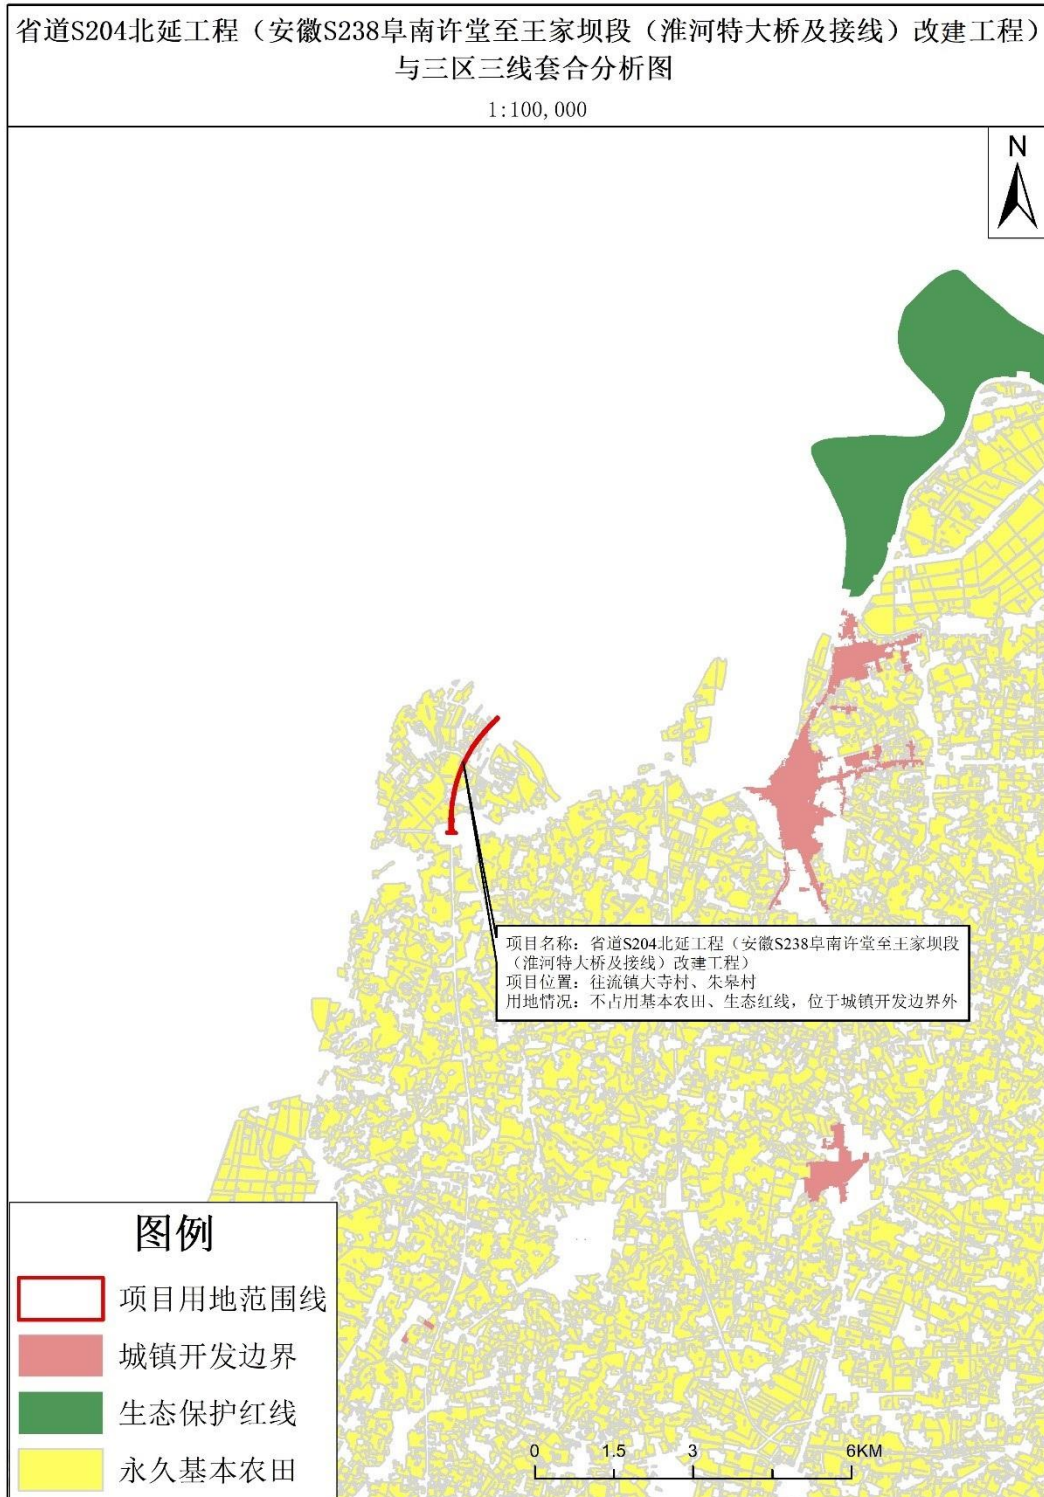 省道S204北延工程（安徽S238阜南许堂至王家坝段（淮河特大桥及接线）改建工程）
与三区三线套合分析图
1:100,000
N
项目名称：省道S204北延工程（安徽S238阜南许堂至王家坝段
（淮河特大桥及接线）改建工程）
项目位置：往流镇大寺村、朱皋村
用地情况：不占用基本农田、生态红线，位于城镇开发边界外
图例
项目用地范围线
城镇开发边界
生态保护红线
永久基本农田
0 1.5 3 6KM